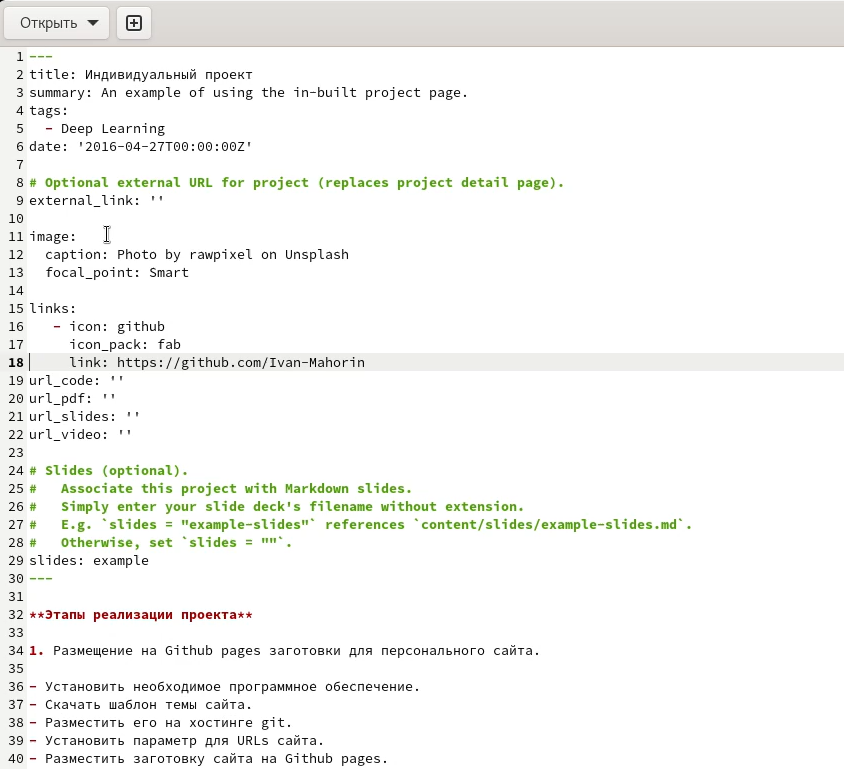 Открыть
1 ---
2 title: Индивидуальный проект
3 summary: An example of using the in-built project page.
4 tags:
5   - Deep Learning
6 date: '2016-04-27T00:00:00Z'
7
8 # Optional external URL for project (replaces project detail page).
9 external_link: ''
10
11 image:
12   caption: Photo by rawpixel on Unsplash
13   focal_point: Smart
14
15 links:
16    - icon: github
17      icon_pack: fab
18      link: https://github.com/Ivan-Mahorin
19 url_code: ''
20 url_pdf: ''
21 url_slides: ''
22 url_video: ''
23
24 # Slides (optional).
25 #   Associate this project with Markdown slides.
26 #   Simply enter your slide deck's filename without extension.
27 #   E.g. `slides = "example-slides"` references `content/slides/example-slides.md`.
28 #   Otherwise, set `slides = ""`.
29 slides: example
30 ---
31
32 **Этапы реализации проекта**
33
34 1. Размещение на Github pages заготовки для персонального сайта.
35
36 - Установить необходимое программное обеспечение.
37 - Скачать шаблон темы сайта.
38 - Разместить его на хостинге git.
39 - Установить параметр для URLs сайта.
40 - Разместить заготовку сайта на Github pages.